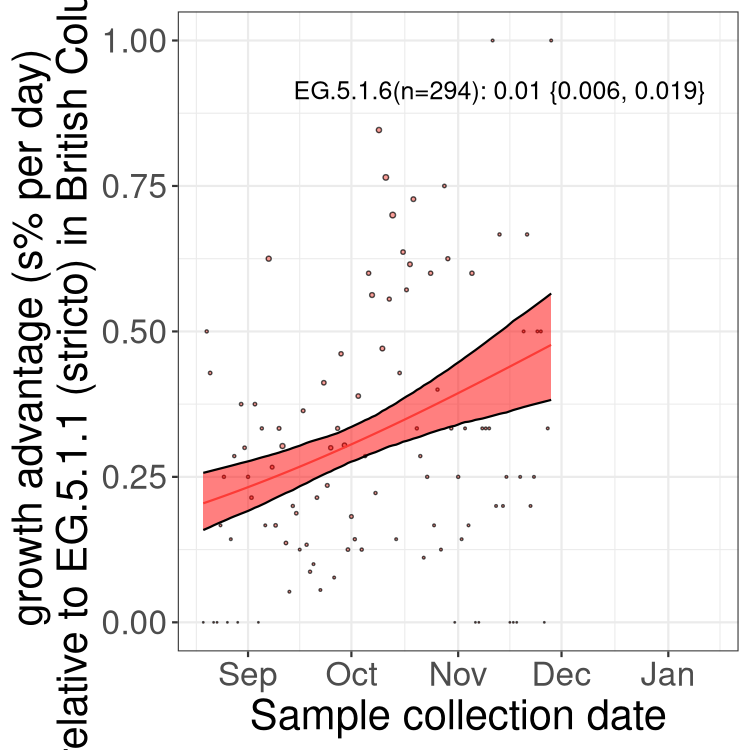 growth advantage (s% per day)
relative to EG.5.1.1 (stricto) in British Colu
1.00
0.75
0.50
0.25
0.00
EG.5.1.6(n=294): 0.01 {0.006, 0.019}
Sep Oct Nov Dec Jan
Sample collection date